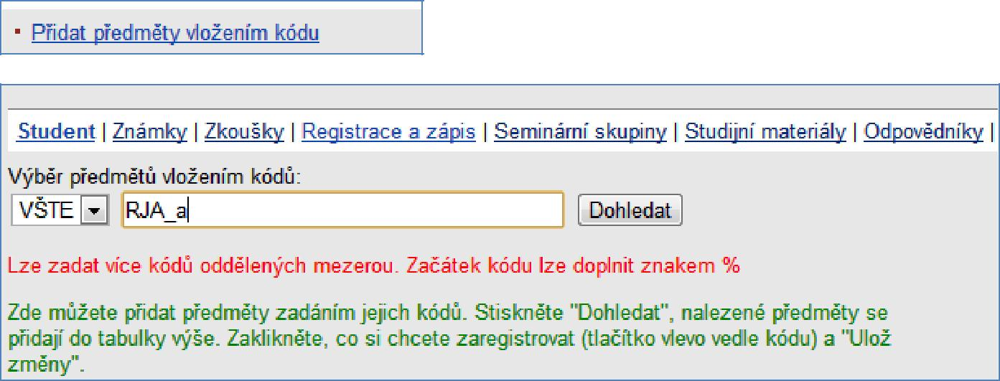 Přidat předměty vložením kódu
Student | Známky | Zkoušky | Registrace a zápis | Seminární skupiny | Studijní materiály | Odpovědníky |
Výběr předmětů vložením kódů:
VŠTE RJA_a Dohledat
Lze zadat více kódů oddělených mezerou. Začátek kódu lze doplnit znakem %
Zde můžete přidat předměty zadáním jejich kódů. Stiskněte "Dohledat", nalezené předměty se
přidají do tabulky výše. Zaklikněte, co si chcete zaregistrovat (tlačítko vlevo vedle kódu) a "Ulož
změny".